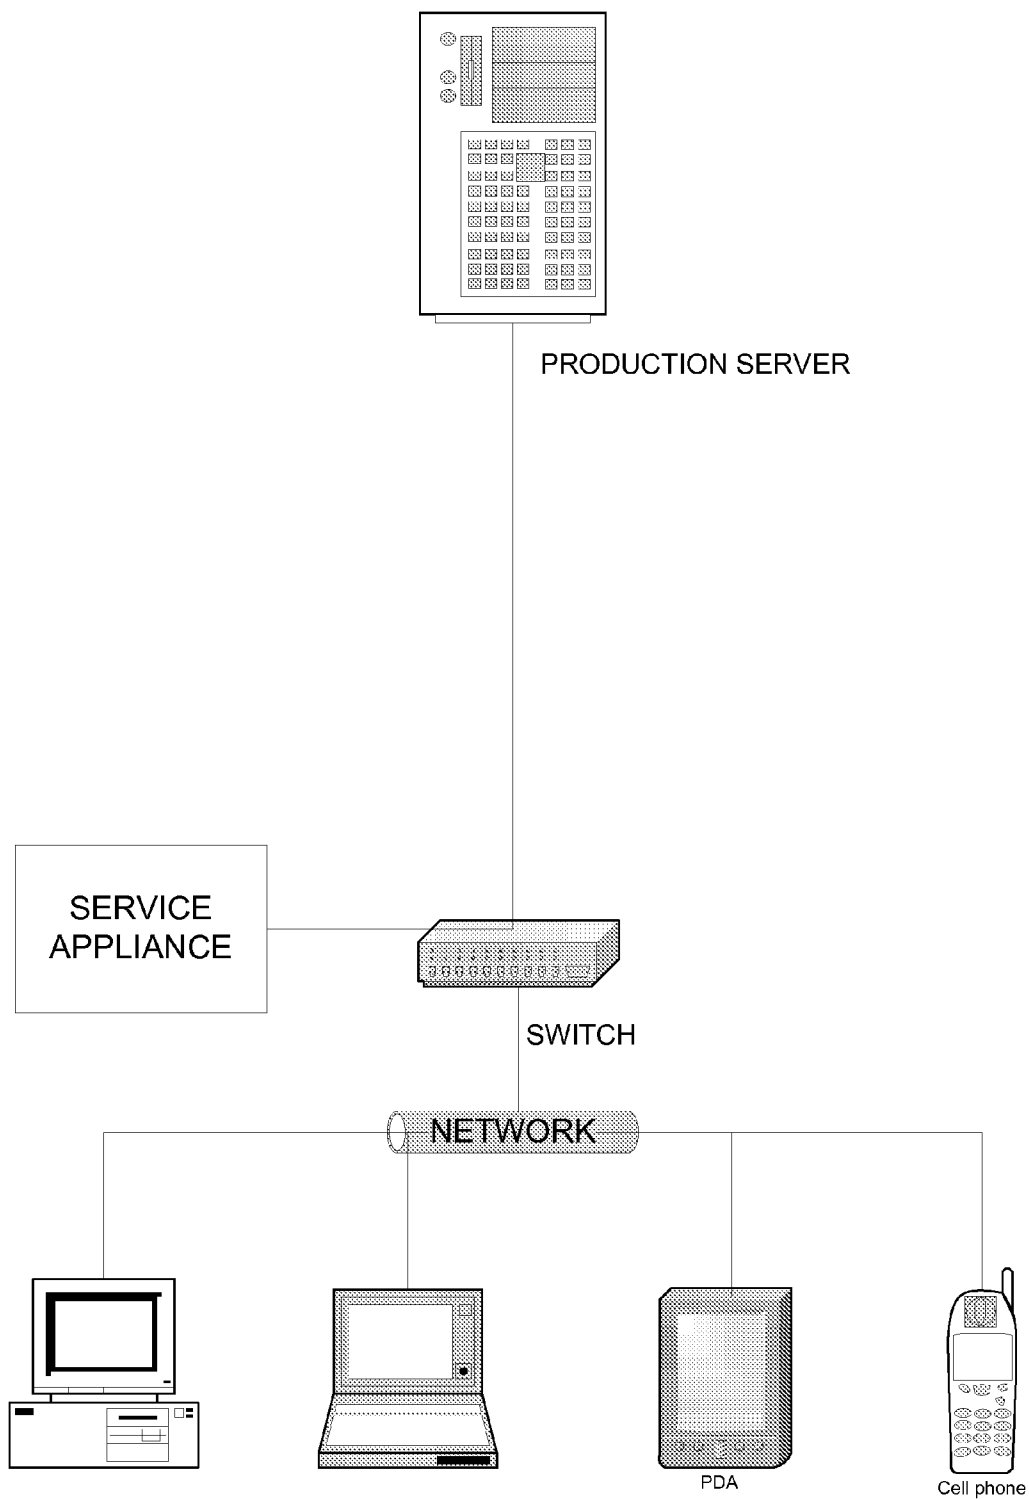 PRODUCTION SERVER
SERVICE
APPLIANCE
SWITCH
NETWORK
PDA
Cell phone